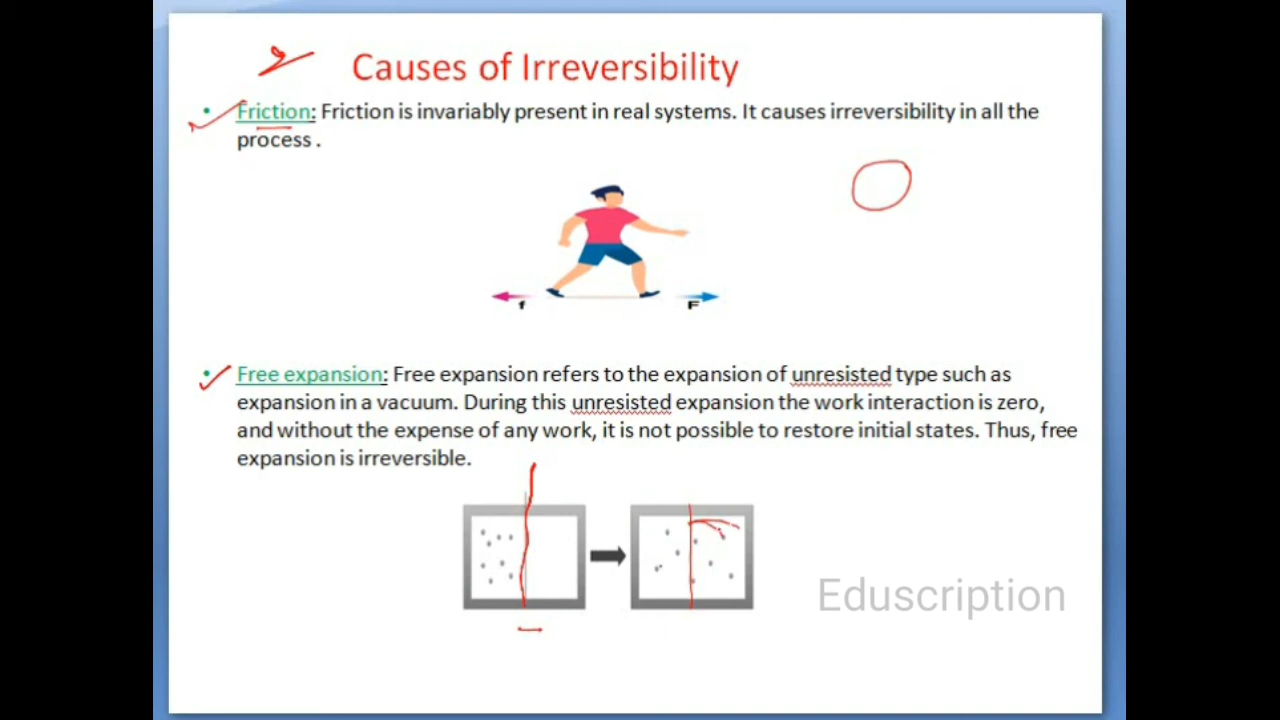 Causes of Irreversibility
• Friction: Friction is invariably present in real systems. It causes irreversibility in all the
process .
f F
• Free expansion: Free expansion refers to the expansion of unresisted type such as
expansion in a vacuum. During this unresisted expansion the work interaction is zero,
and without the expense of any work, it is not possible to restore initial states. Thus, free
expansion is irreversible.
Eduscription